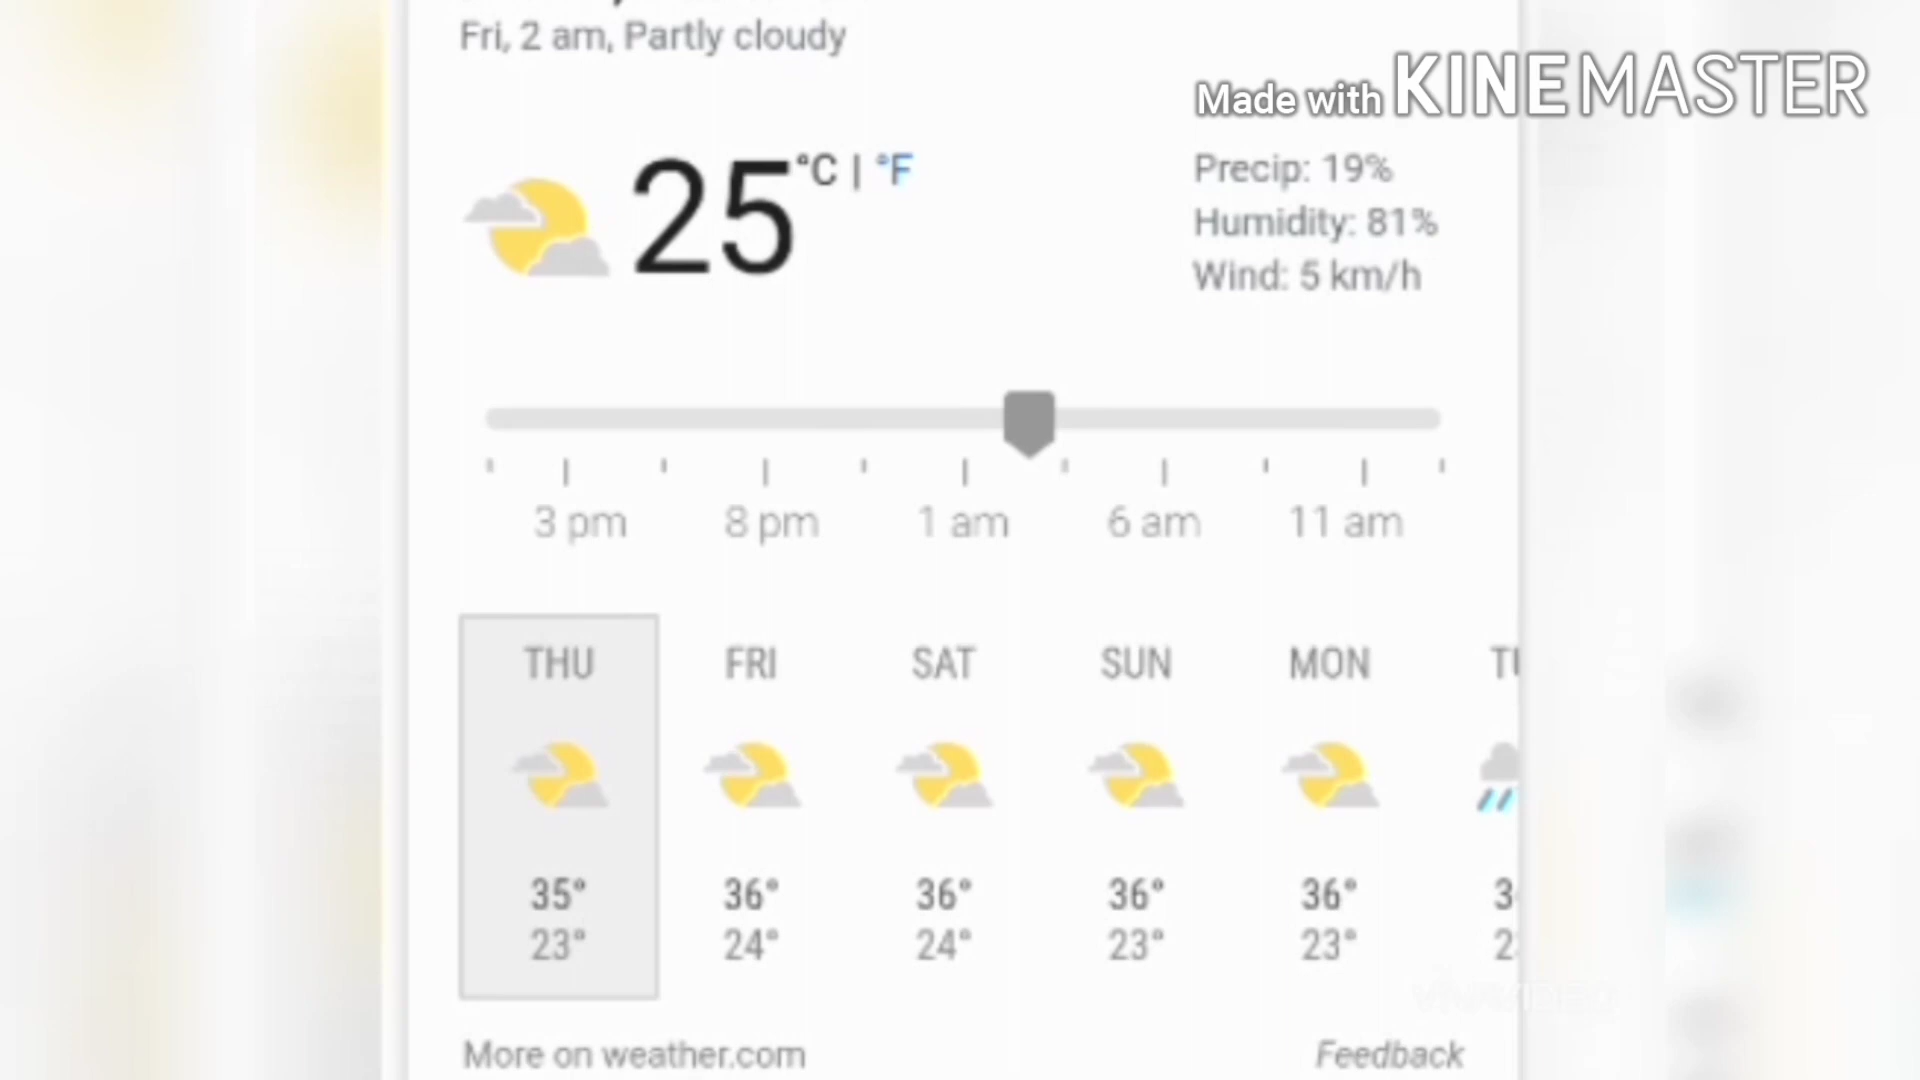 Fri, 2 am, Partly cloudy
Made with KINEMASTER
25 °C | °F
Precip: 19%
Humidity: 81%
Wind: 5 km/h
3 pm 8 pm 1 am 6 am 11 am
THU FRI SAT SUN MON
35° 36° 36° 36° 36°
23° 24° 24° 23° 23°
More on weather.com
Feedback